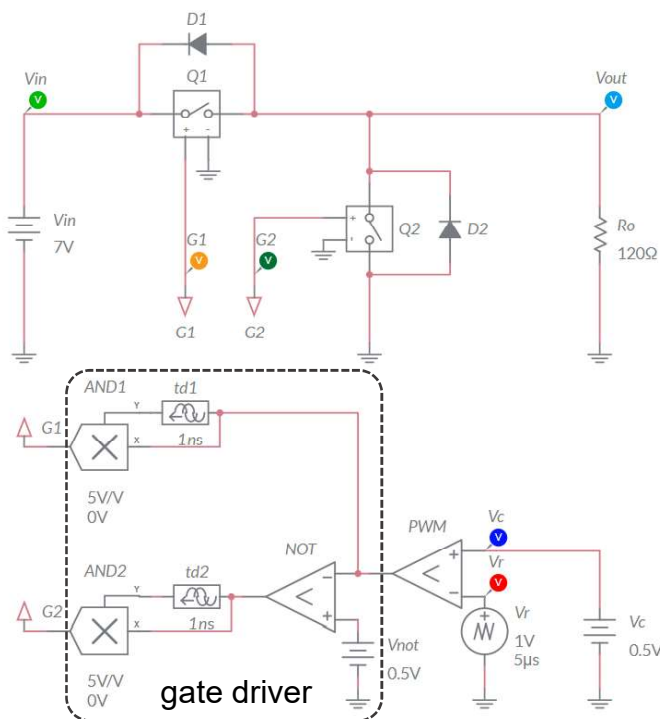 D1
Vin
V
Q1
+
-
Vout
V
Vin
7V
G1
V
G2
V
+
-
Q2
D2
Ro
120Ω
G1
G2
AND1
td1
G1
Y
X
1ns
5V/V
0V
PWM
Vc
V
NOT
AND2
td2
-
<
+
<
-
+
Vr
V
G2
Y
X
1ns
+
Vr
1V
5µs
Vnot
0.5V
Vc
0.5V
5V/V
0V
gate driver